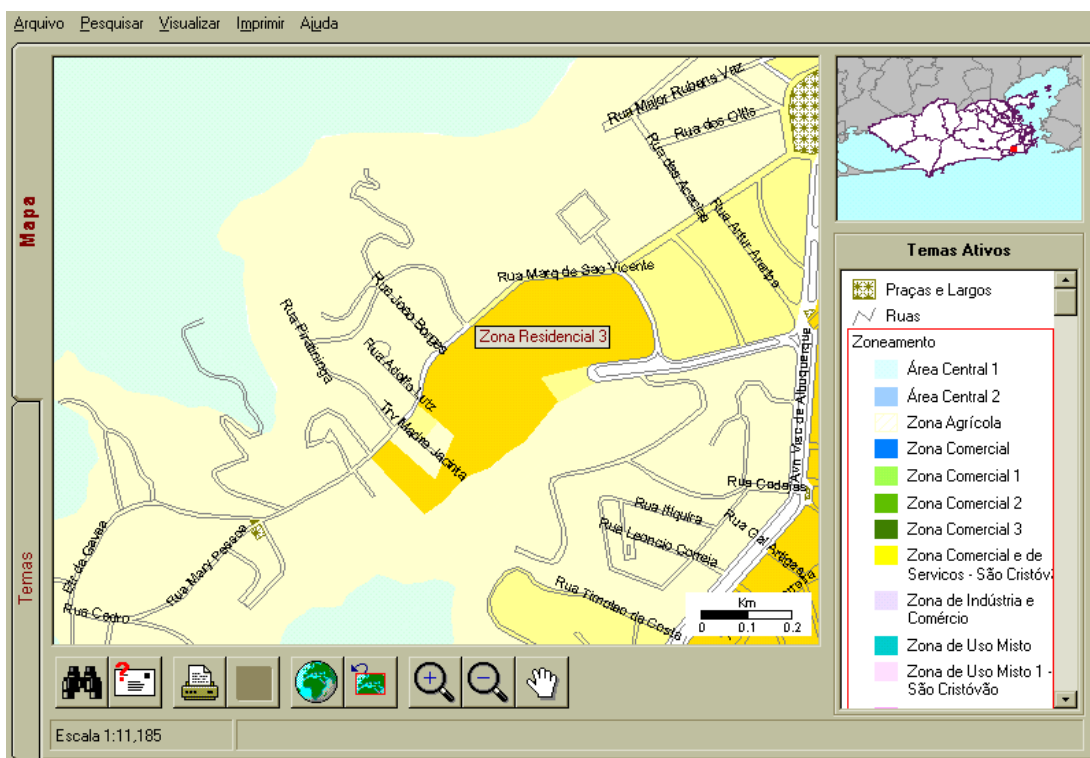 Arquivo Pesquisar Visualizar Imprimir Ajuda
Mapa
Temas
Rua Major Rubens Vaz
Rua dos Oitis
Rua das Acacias
Rua Artur Araripe
Rua Marq de Sao Vicente
Rua Joao Borges
Zona Residencial 3
Rua Piratininga
Rua Adolfo Lutz
Trv Madre Jacinta
Avn Visc de Albuquerque
Rua Codajas
Rua Itiquira
Rua Leoncio Correia
Rua Gal Artigas
Etr da Gavea
Rua Mary Pessoa
Rua Cedro
Rua Timoteo da Costa
Km
0 0.1 0.2
Temas Ativos
Praças e Largos
Ruas
Zoneamento
Área Central 1
Área Central 2
Zona Agrícola
Zona Comercial
Zona Comercial 1
Zona Comercial 2
Zona Comercial 3
Zona Comercial e de
Servicos - São Cristóv
Zona de Indústria e
Comércio
Zona de Uso Misto
Zona de Uso Misto 1 -
São Cristóvão
Escala 1:11,185